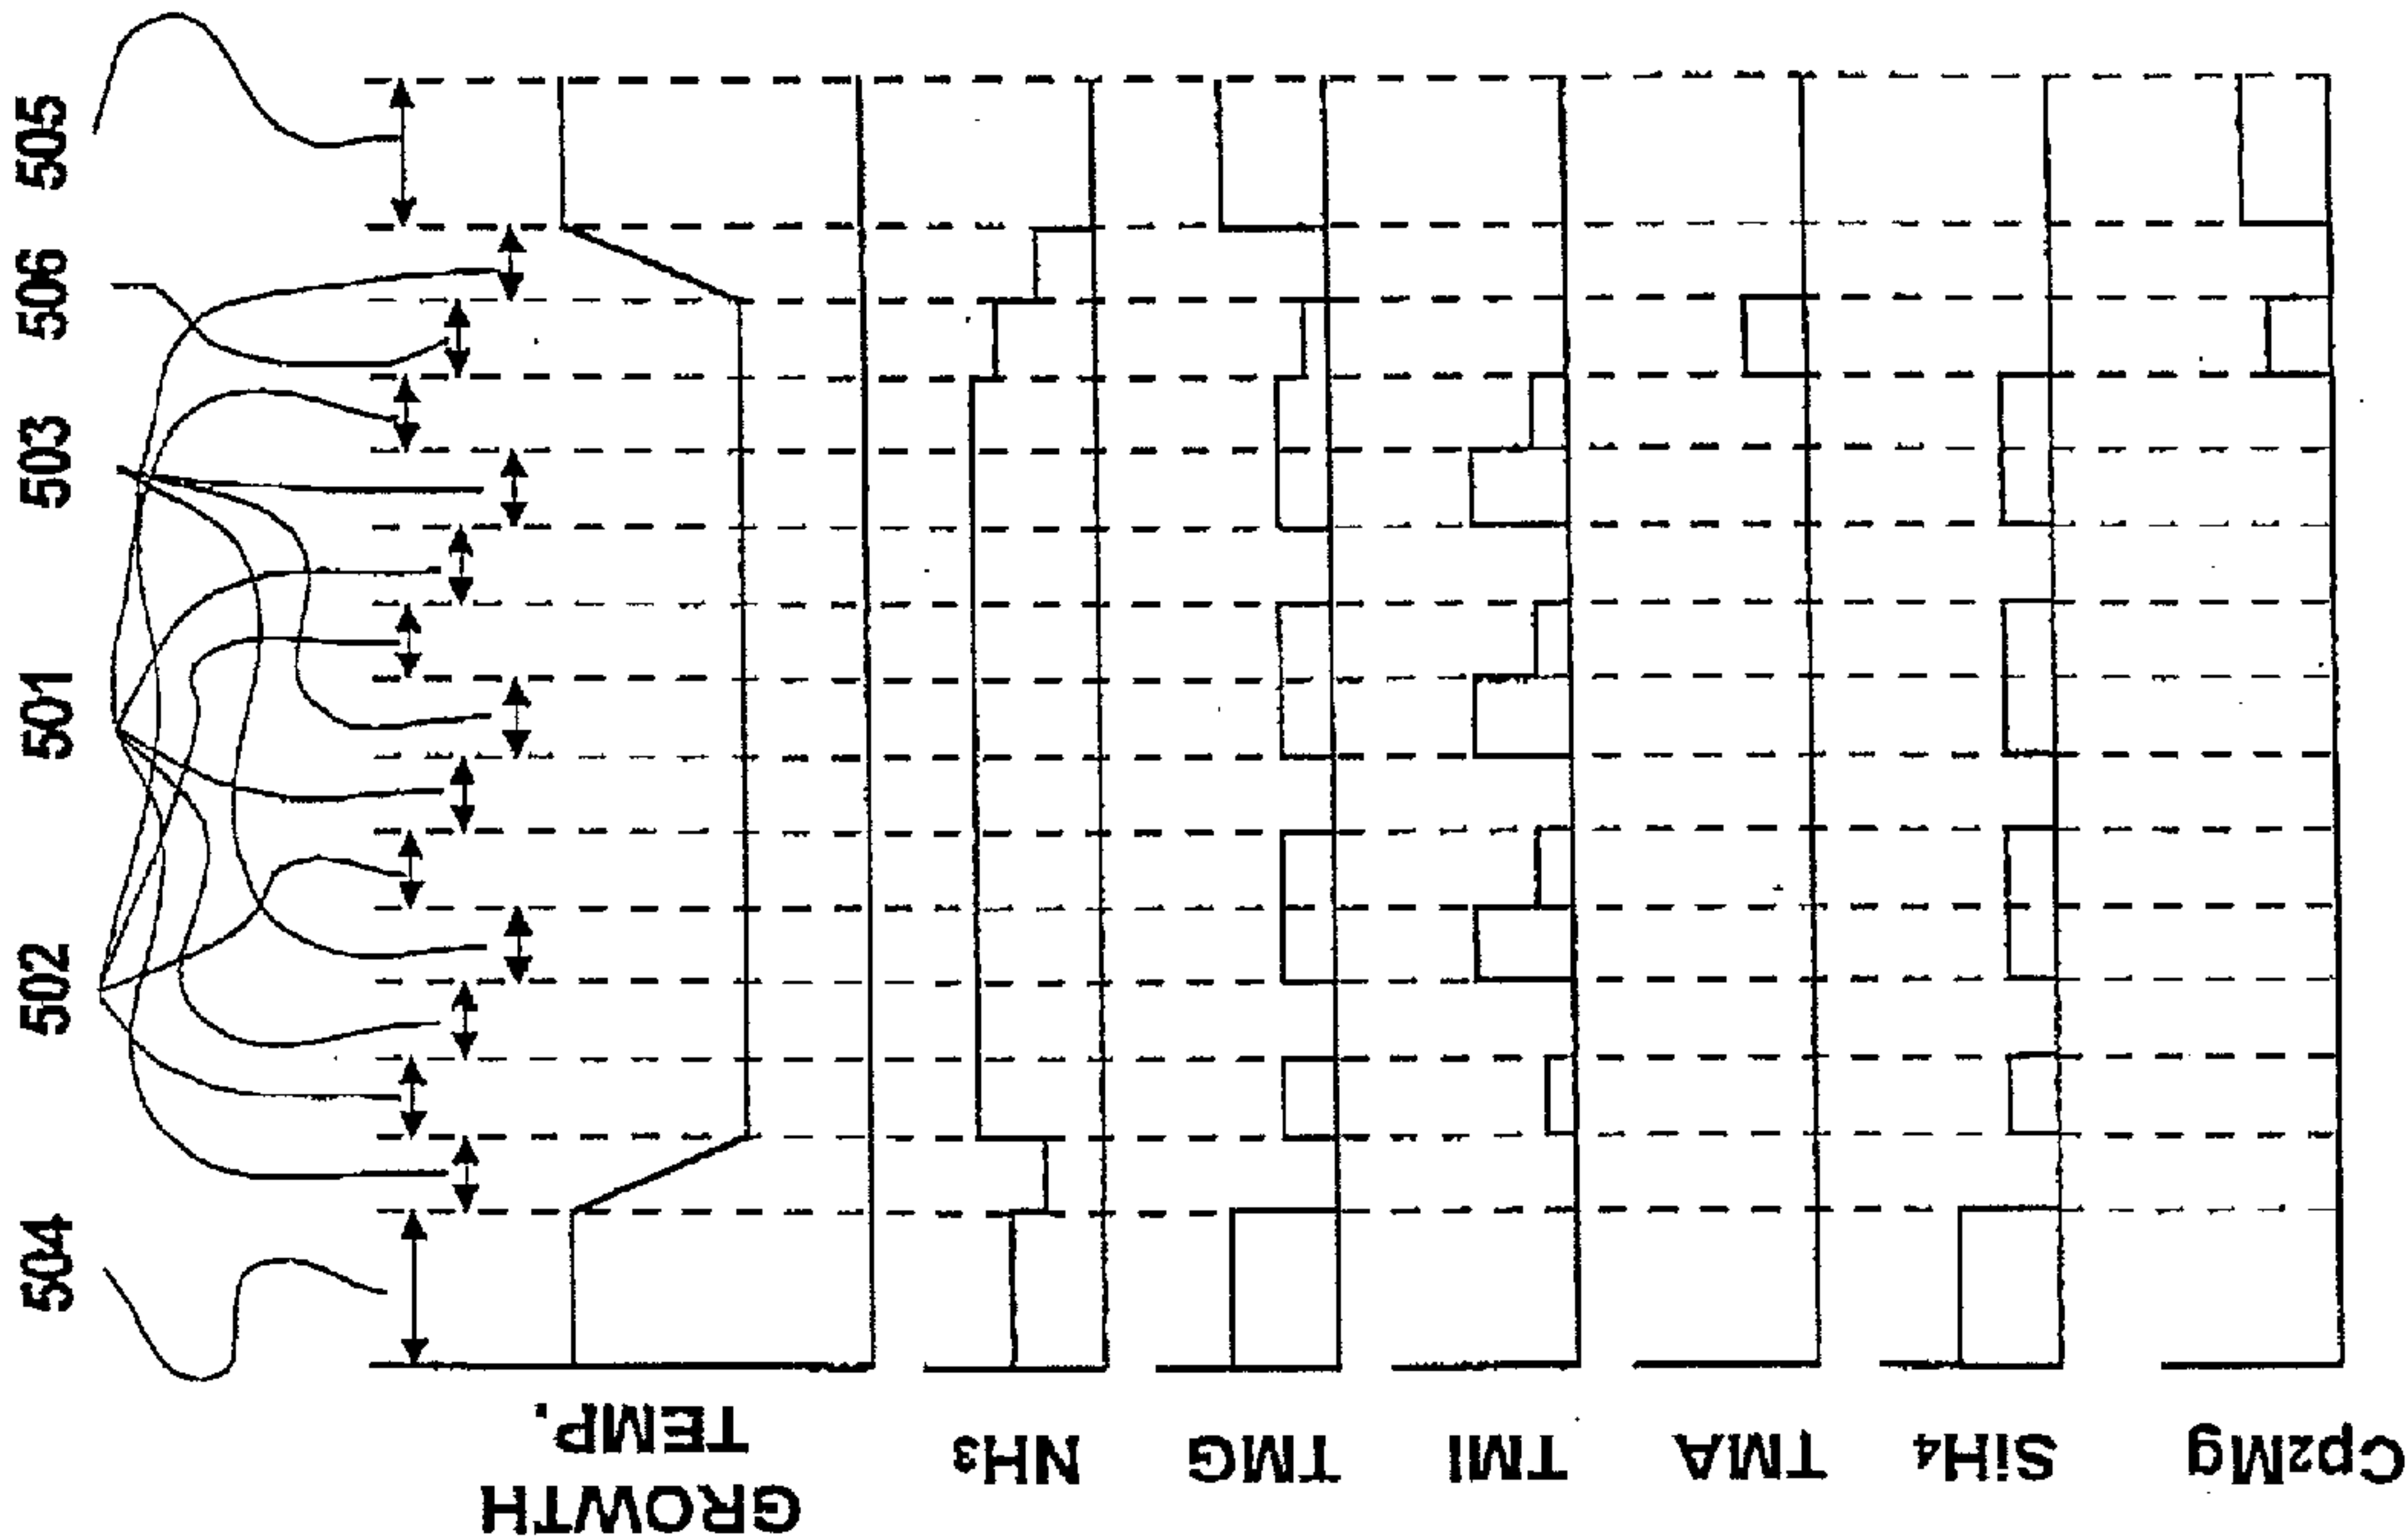 504
502
501
503
506
505
GROWTH
TEMP.
NH₃
TMG
TMI
TMA
SiH₄
Cp₂Mg